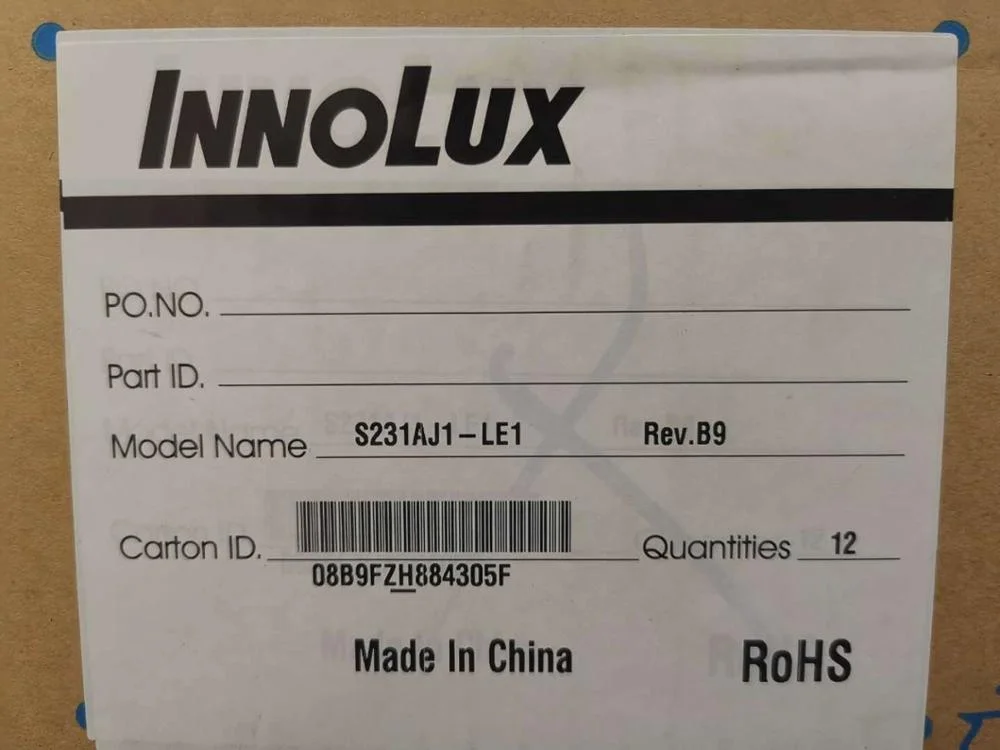 INNOLUX
PO.NO.
Part ID.
Model Name S231AJ1-LE1 Rev.B9
Carton ID. Quantities 12
08B9FZH884305F
Made In China RoHS